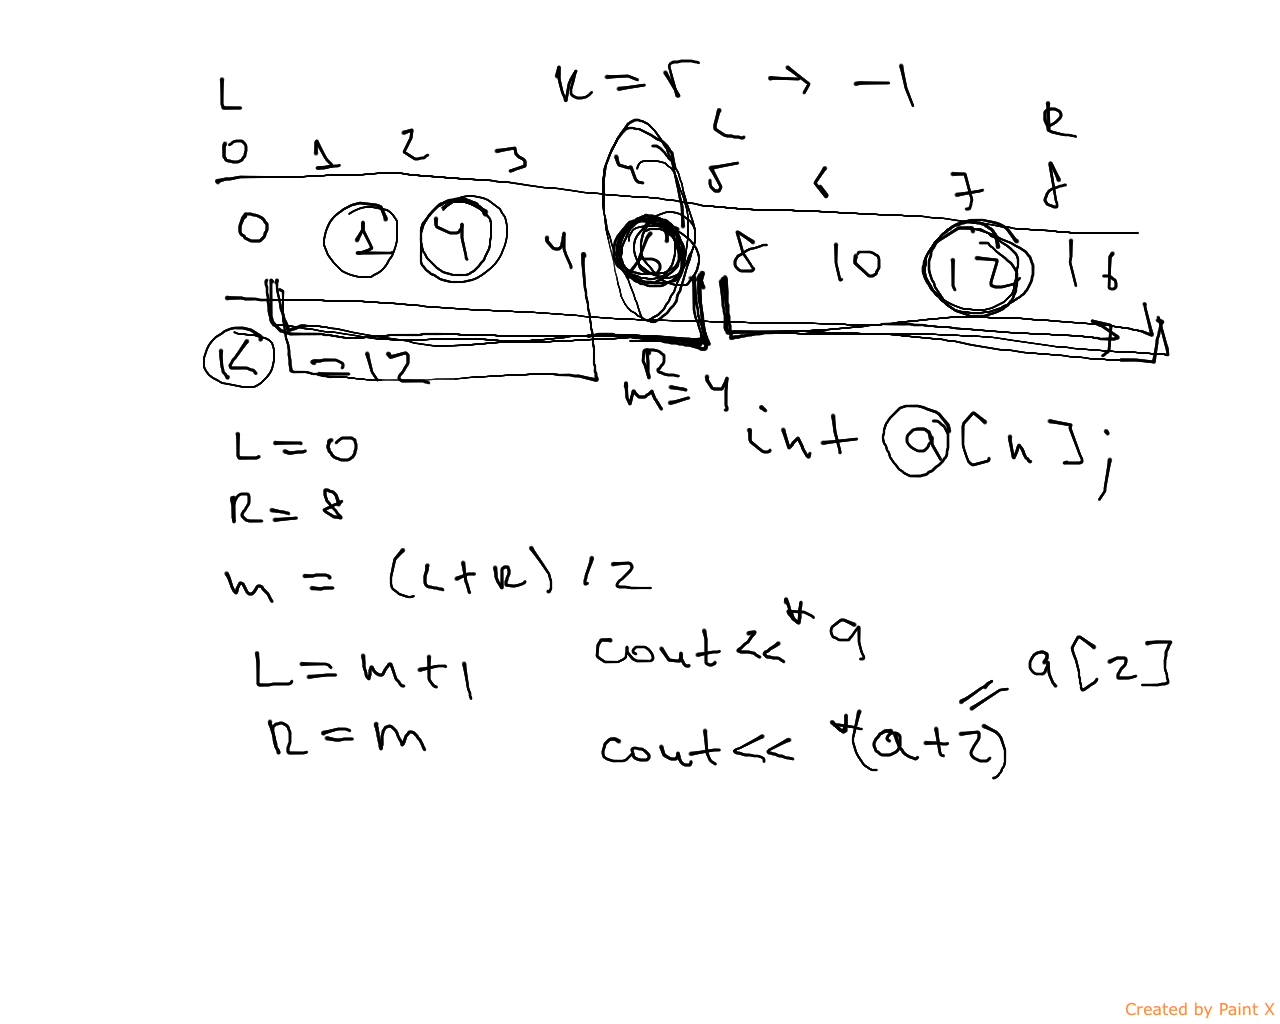 L K = 5 → -1
L R
0 1 2 3 4 5 6 7 8
0 1 4 4 6 8 10 12 16
K = 12 R
m = 4
int a[n];
L = 0
R = 8
m = (L+R) / 2
cout << *a
L = m+1 = a[2]
R = m cout << *(a+2)
Created by Paint X